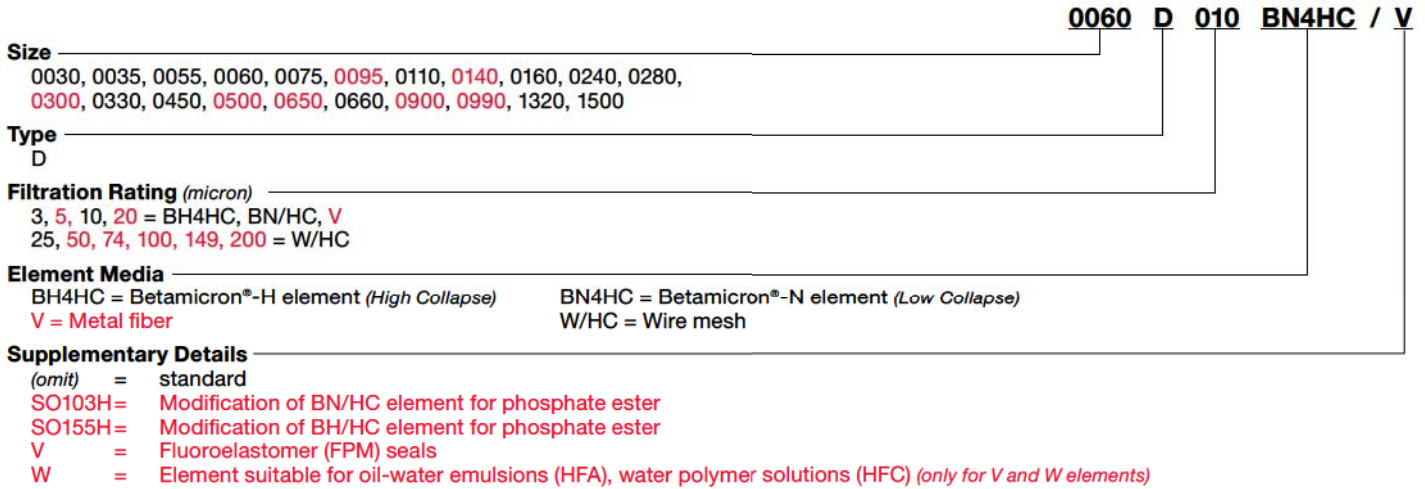 0060 D 010 BN4HC / V
Size
0030, 0035, 0055, 0060, 0075, 0095, 0110, 0140, 0160, 0240, 0280,
0300, 0330, 0450, 0500, 0650, 0660, 0900, 0990, 1320, 1500
Type
D
Filtration Rating (micron)
3, 5, 10, 20 = BH4HC, BN/HC, V
25, 50, 74, 100, 149, 200 = W/HC
Element Media
BH4HC = Betamicron®-H element (High Collapse) BN4HC = Betamicron®-N element (Low Collapse)
V = Metal fiber W/HC = Wire mesh
Supplementary Details
(omit) = standard
SO103H= Modification of BN/HC element for phosphate ester
SO155H= Modification of BH/HC element for phosphate ester
V = Fluoroelastomer (FPM) seals
W = Element suitable for oil-water emulsions (HFA), water polymer solutions (HFC) (only for V and W elements)